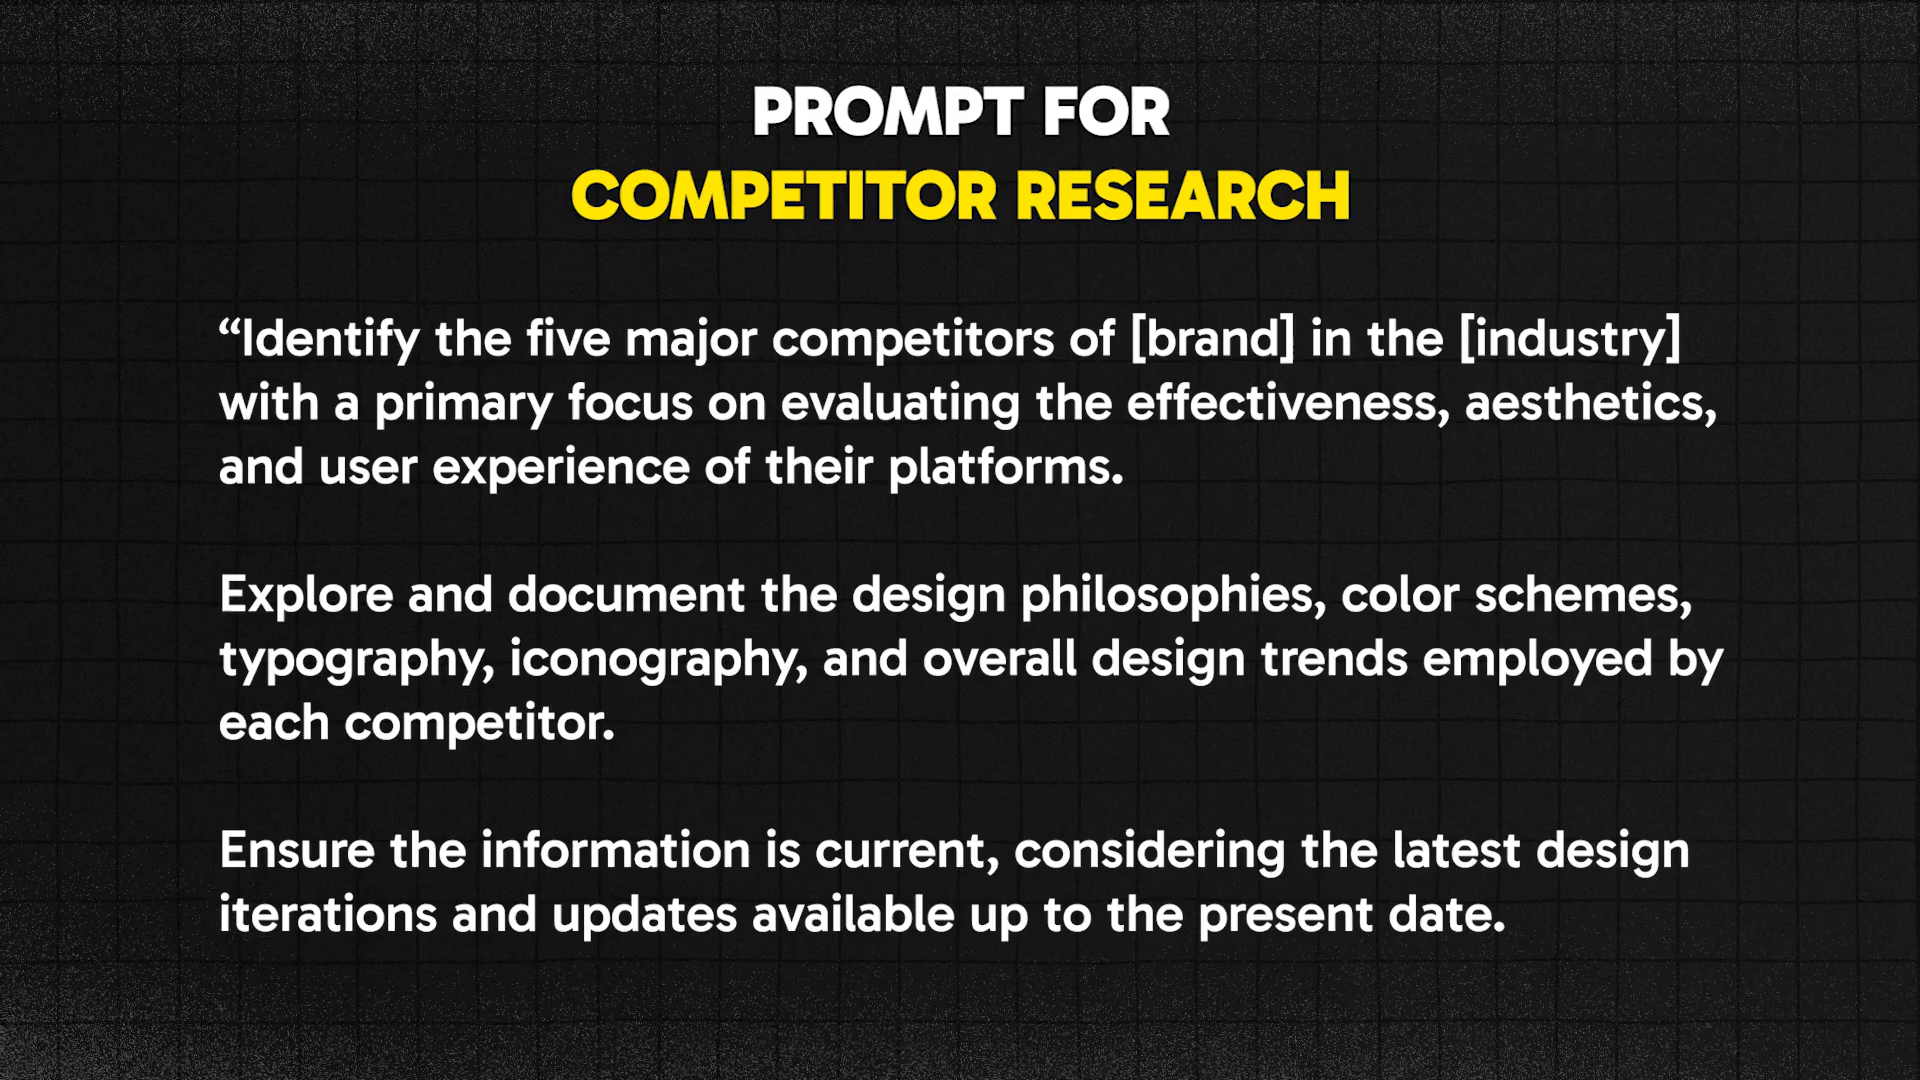 PROMPT FOR
COMPETITOR RESEARCH
“Identify the five major competitors of [brand] in the [industry]
with a primary focus on evaluating the effectiveness, aesthetics,
and user experience of their platforms.
Explore and document the design philosophies, color schemes,
typography, iconography, and overall design trends employed by
each competitor.
Ensure the information is current, considering the latest design
iterations and updates available up to the present date.